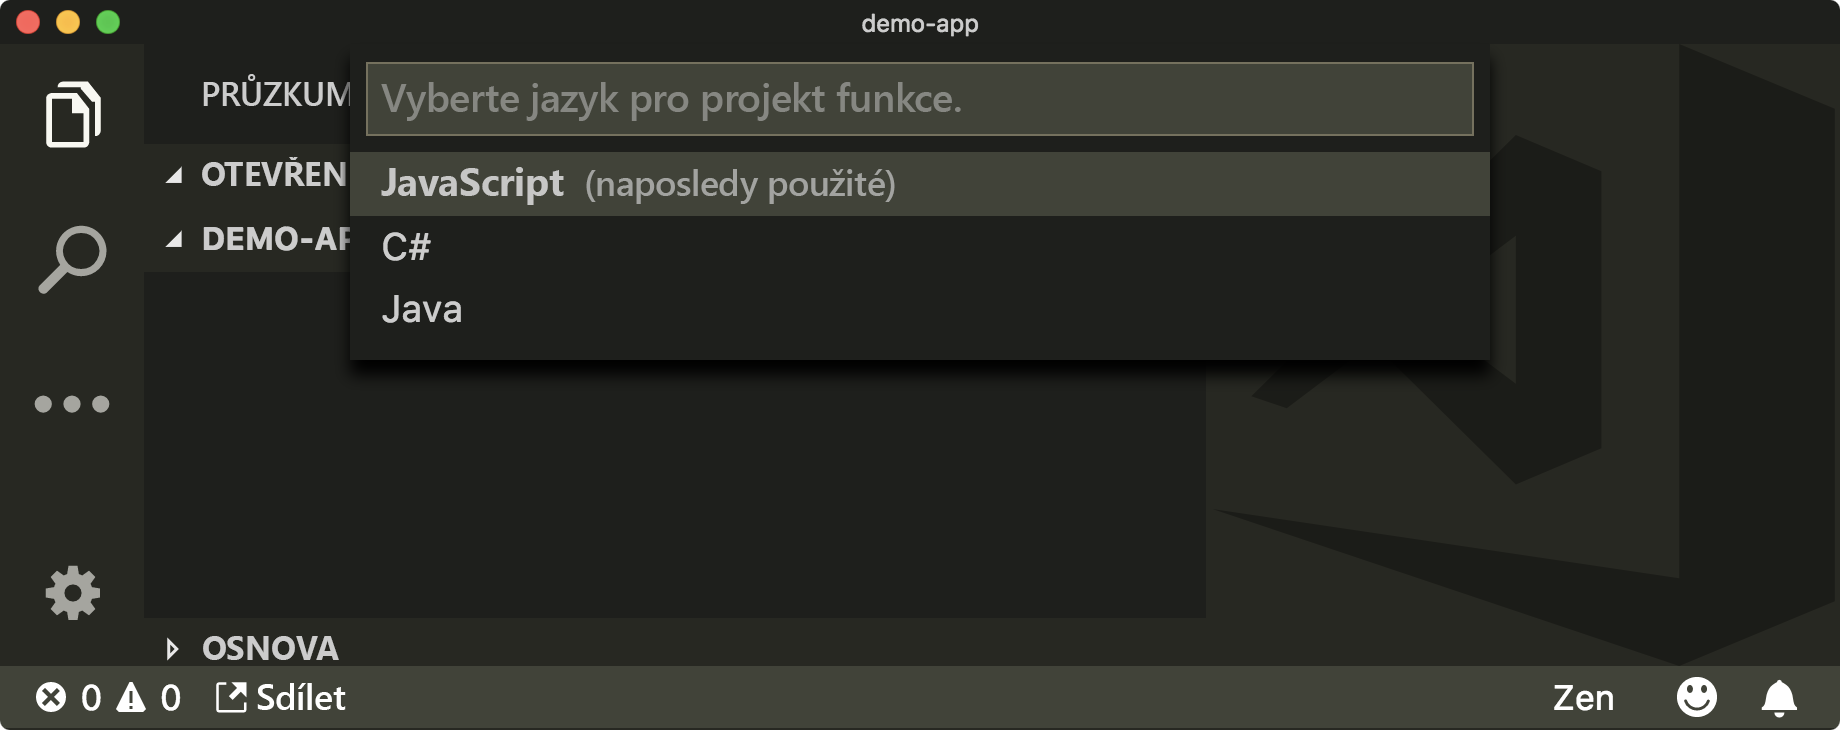 demo-app
PRŮZKUM
Vyberte jazyk pro projekt funkce.
OTEVŘEN
JavaScript (naposledy použité)
DEMO-AP
C#
Java
OSNOVA
0 0 Sdílet Zen